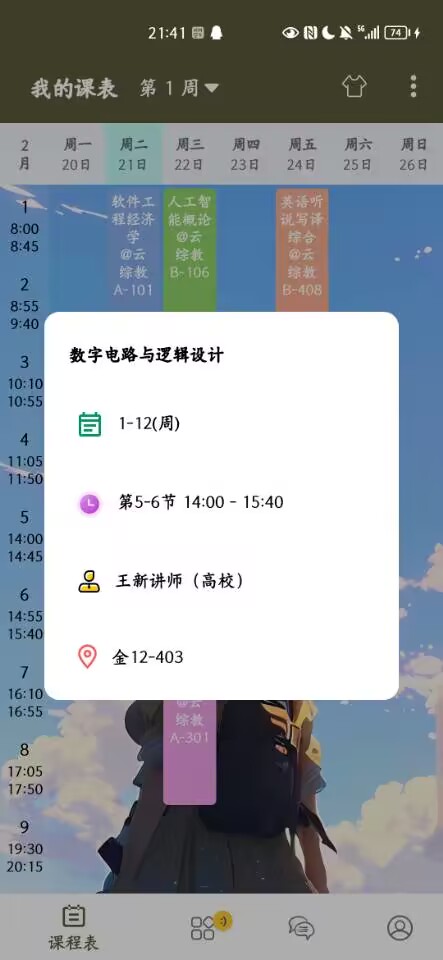 21:41
5G 74
我的课表 第 1 周
2 周一 周二 周三 周四 周五 周六 周日
月 20日 21日 22日 23日 24日 25日 26日
1
8:00
8:45
软件工
程经济
学
@云
综教
A-101
人工智
能概论
@云
综教
B-106
英语听
说写译
综合
@云
综教
B-408
2
8:55
9:40
3
10:10
10:55
4
11:05
11:50
5
14:00
14:45
6
14:55
15:40
7
16:10
16:55
8
17:05
17:50
9
19:30
20:15
数字电路与逻辑设计
1-12(周)
第5-6节 14:00 - 15:40
王新讲师（高校）
金12-403
@云
综教
A-301
课程表